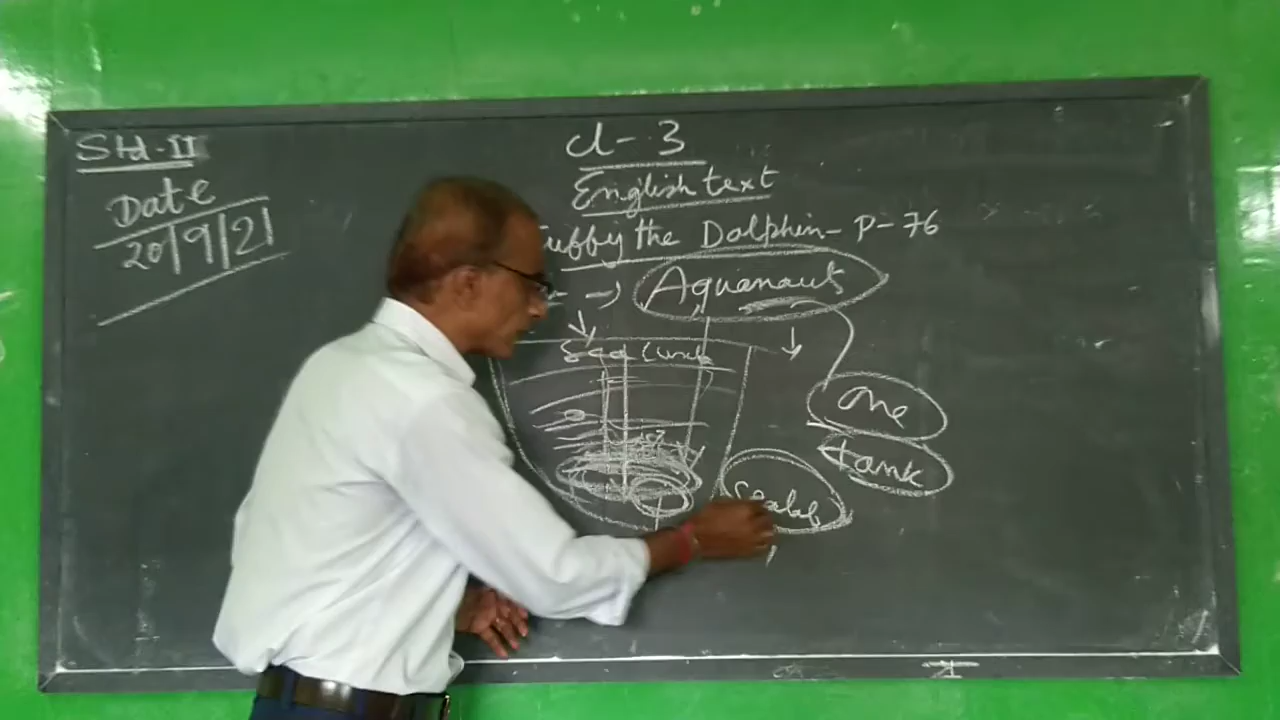 Std-II
Date
20/9/21
cl-3
English text
Tuffy the Dolphin- P-76
Aquanaut
One
tank
Sealab